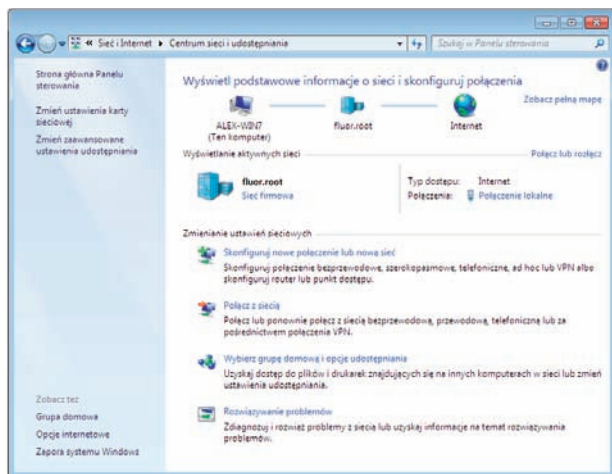 « Sieć i Internet ▸ Centrum sieci i udostępniania
Szukaj w Panelu sterowania
Strona główna Panelu
sterowania
Zmień ustawienia karty
sieciowej
Zmień zaawansowane
ustawienia udostępniania
Wyświetl podstawowe informacje o sieci i skonfiguruj połączenia
Zobacz pełną mapę
ALEX-WIN7
(Ten komputer)
fluor.root
Internet
Wyświetlanie aktywnych sieci
Połącz lub rozłącz
fluor.root
Sieć firmowa
Typ dostępu: Internet
Połączenia: Połączenie lokalne
Zmienianie ustawień sieciowych
Skonfiguruj nowe połączenie lub nową sieć
Skonfiguruj połączenie bezprzewodowe, szerokopasmowe, telefoniczne, ad hoc lub VPN albo
skonfiguruj router lub punkt dostępu.
Połącz z siecią
Połącz lub ponownie połącz z siecią bezprzewodową, przewodową, telefoniczną lub za
pośrednictwem połączenia VPN.
Wybierz grupę domową i opcje udostępniania
Uzyskaj dostęp do plików i drukarek znajdujących się na innych komputerach w sieci lub zmień
ustawienia udostępniania.
Rozwiązywanie problemów
Zdiagnozuj i rozwiąż problemy z siecią lub uzyskaj informacje na temat rozwiązywania
problemów.
Zobacz też
Grupa domowa
Opcje internetowe
Zapora systemu Windows